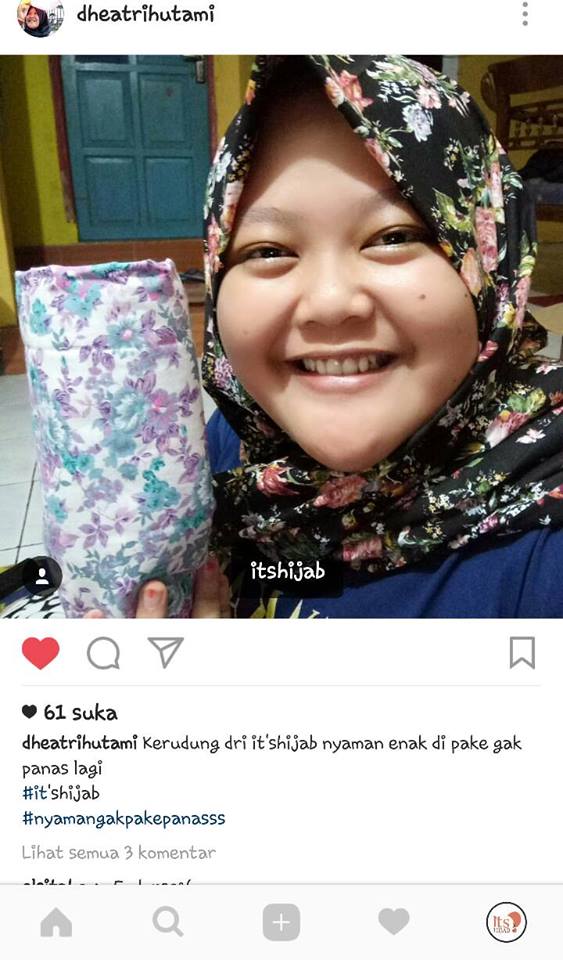 dheatrihutami
itshijab
61 suka
dheatrihutami Kerudung dri it'shijab nyaman enak di pake gak
panas lagi
#it'shijab
#nyamangakpakepanasss
Lihat semua 3 komentar